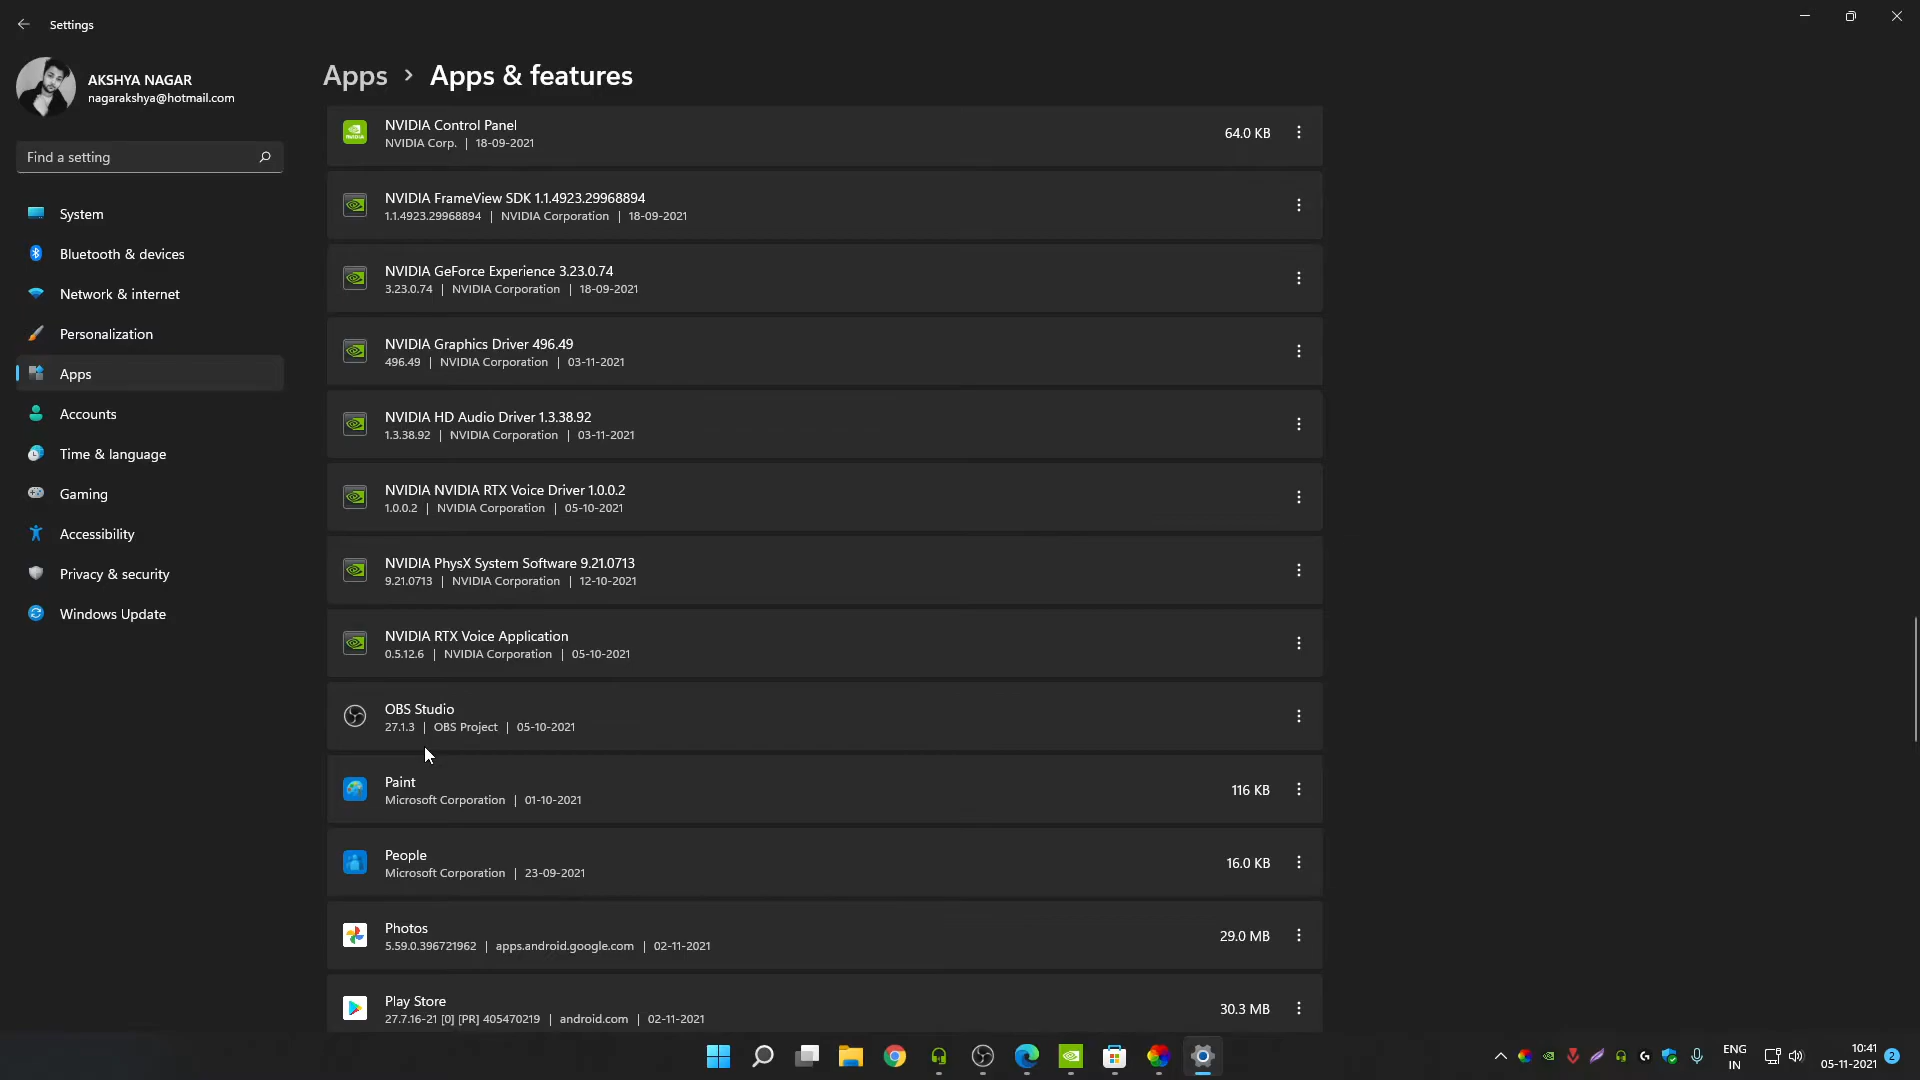 Settings
AKSHYA NAGAR
nagarakshya@hotmail.com
Find a setting
System
Bluetooth & devices
Network & internet
Personalization
Apps
Accounts
Time & language
Gaming
Accessibility
Privacy & security
Windows Update
Apps > Apps & features
NVIDIA Control Panel
NVIDIA Corp. | 18-09-2021
64.0 KB
NVIDIA FrameView SDK 1.1.4923.29968894
1.1.4923.29968894 | NVIDIA Corporation | 18-09-2021
NVIDIA GeForce Experience 3.23.0.74
3.23.0.74 | NVIDIA Corporation | 18-09-2021
NVIDIA Graphics Driver 496.49
496.49 | NVIDIA Corporation | 03-11-2021
NVIDIA HD Audio Driver 1.3.38.92
1.3.38.92 | NVIDIA Corporation | 03-11-2021
NVIDIA NVIDIA RTX Voice Driver 1.0.0.2
1.0.0.2 | NVIDIA Corporation | 05-10-2021
NVIDIA PhysX System Software 9.21.0713
9.21.0713 | NVIDIA Corporation | 12-10-2021
NVIDIA RTX Voice Application
0.5.12.6 | NVIDIA Corporation | 05-10-2021
OBS Studio
27.1.3 | OBS Project | 05-10-2021
Paint
Microsoft Corporation | 01-10-2021
116 KB
People
Microsoft Corporation | 23-09-2021
16.0 KB
Photos
5.59.0.396721962 | apps.android.google.com | 02-11-2021
29.0 MB
Play Store
27.7.16-21 [0] [PR] 405470219 | android.com | 02-11-2021
30.3 MB
ENG
IN
10:41
05-11-2021
2